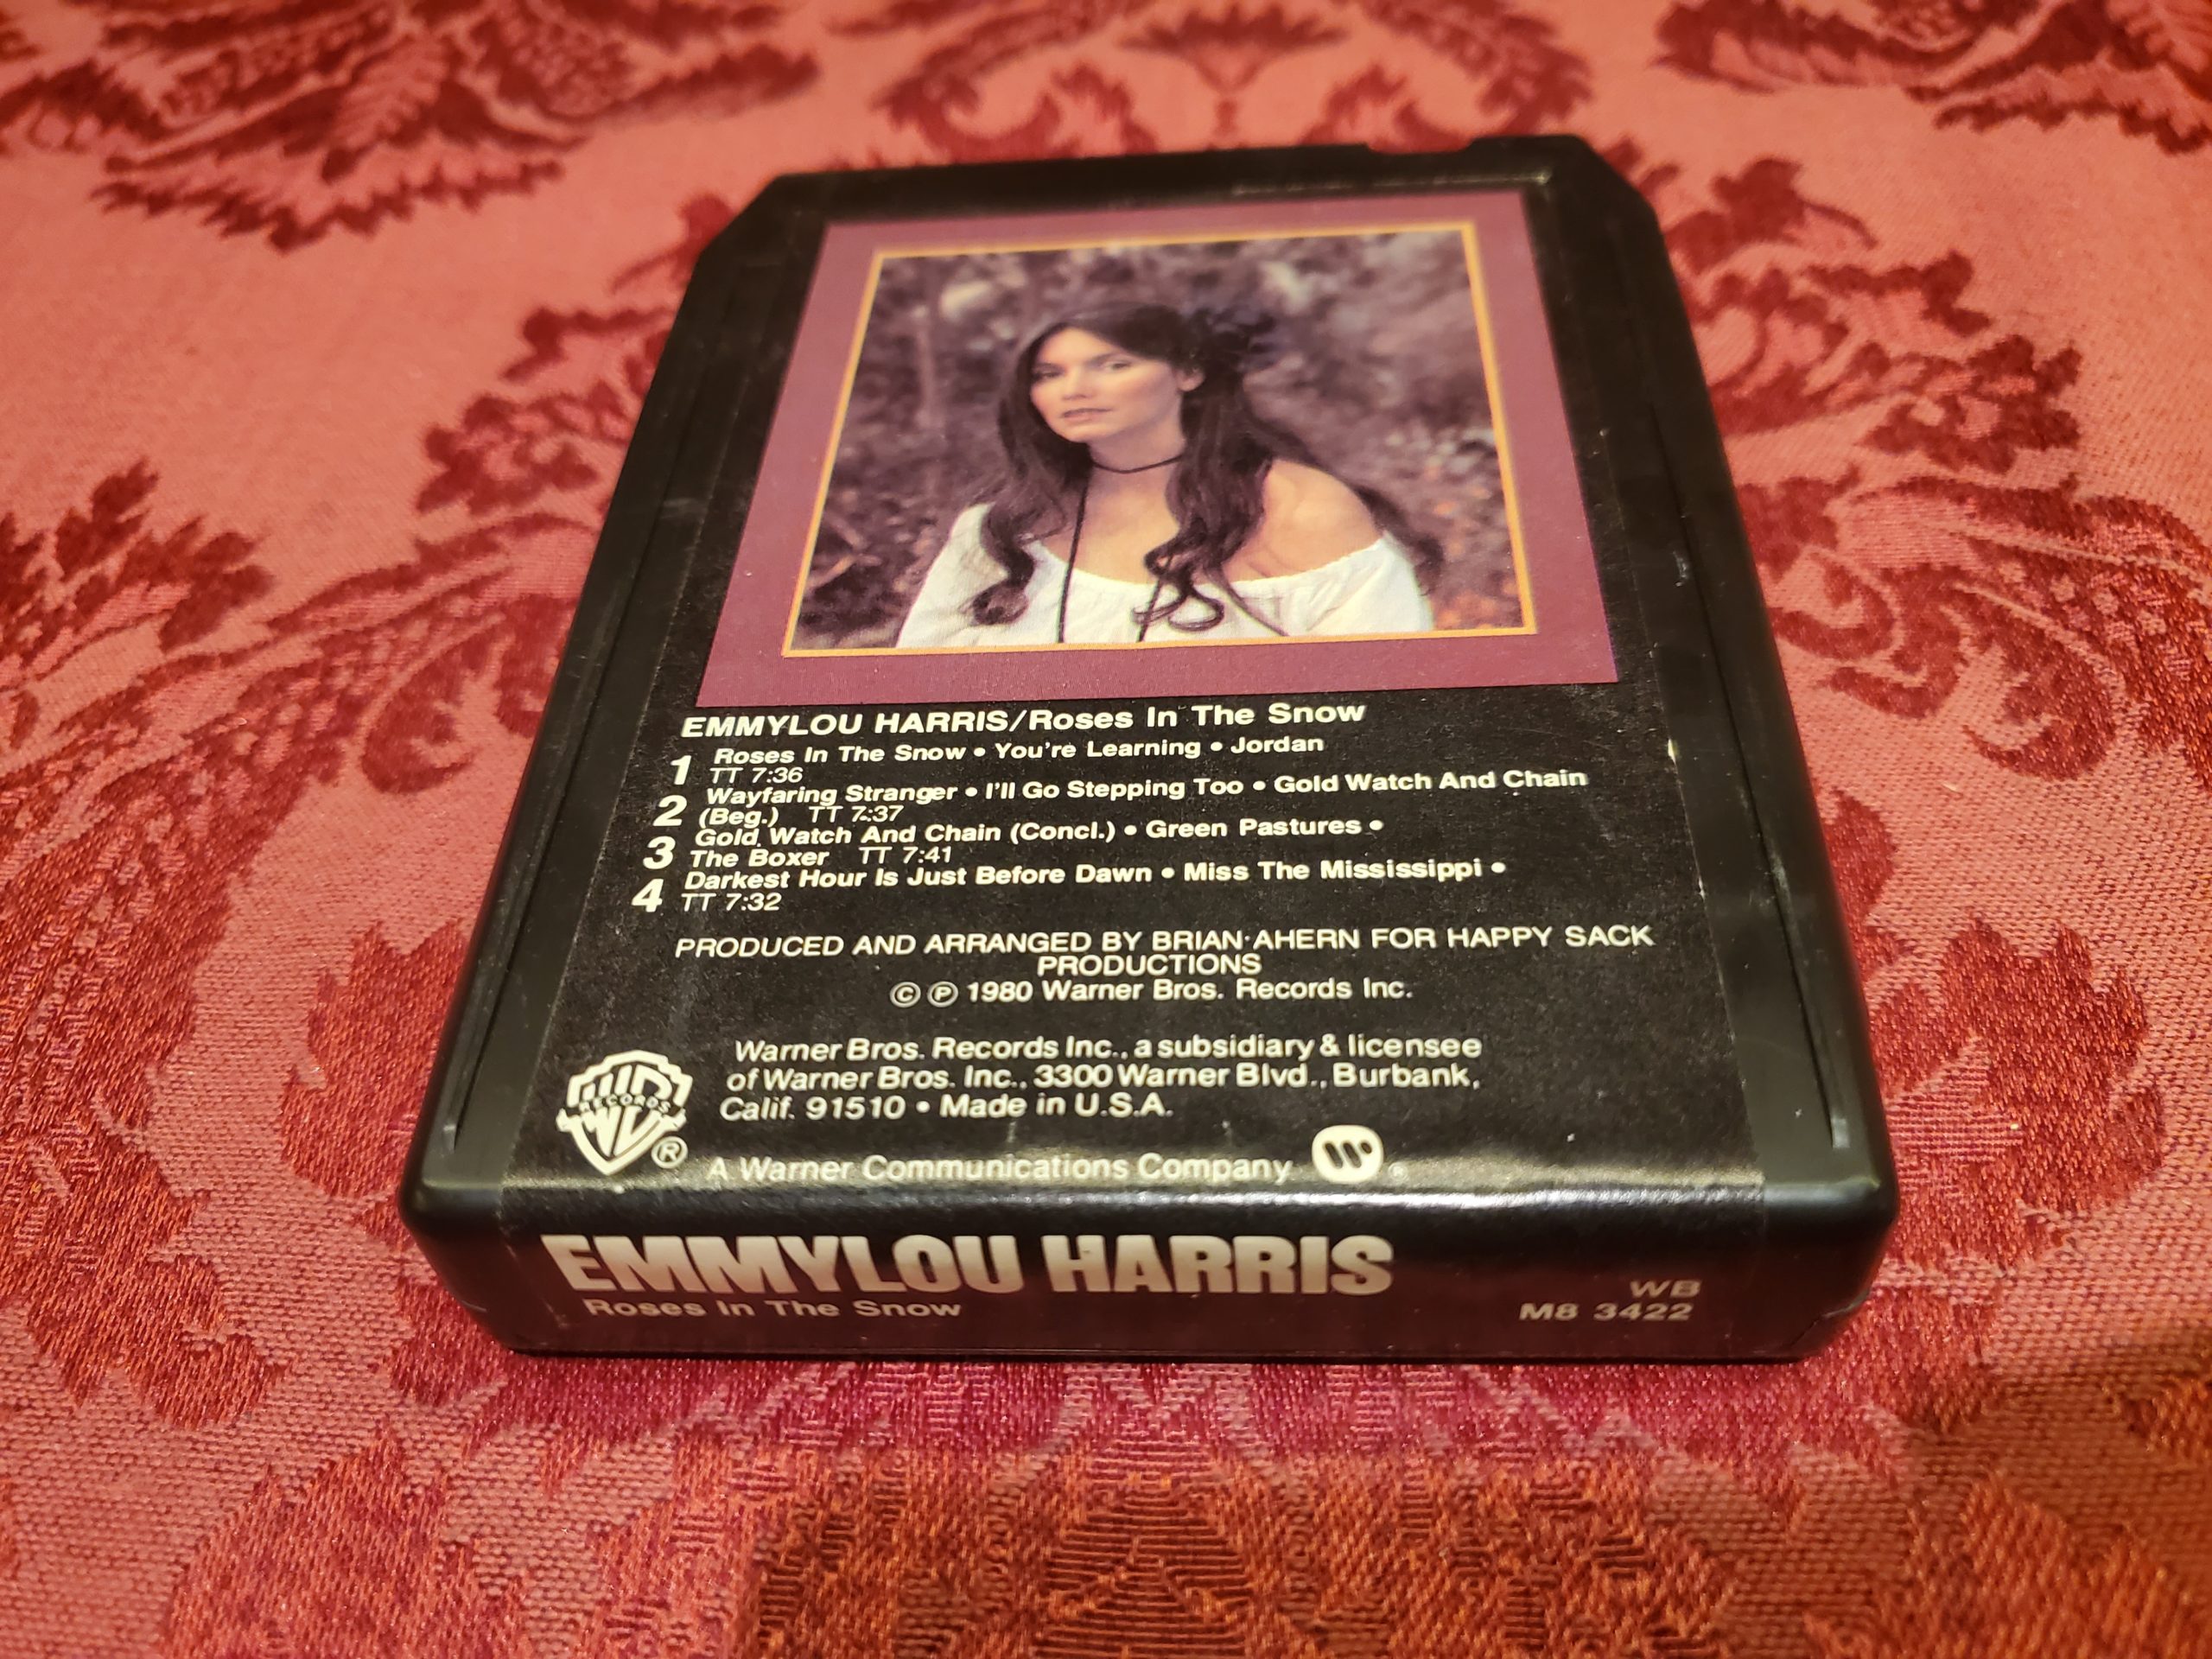 EMMYLOU HARRIS/Roses In The Snow
1 Roses In The Snow • You're Learning • Jordan
TT 7:36
2 Wayfaring Stranger • I'll Go Stepping Too • Gold Watch And Chain
(Beg.) TT 7:37
3 Gold Watch And Chain (Concl.) • Green Pastures •
The Boxer TT 7:41
4 Darkest Hour Is Just Before Dawn • Miss The Mississippi •
TT 7:32
PRODUCED AND ARRANGED BY BRIAN AHERN FOR HAPPY SACK
PRODUCTIONS
© ℗ 1980 Warner Bros. Records Inc.
Warner Bros. Records Inc., a subsidiary & licensee
of Warner Bros. Inc., 3300 Warner Blvd., Burbank,
Calif. 91510 • Made in U.S.A.
WB RECORDS ®
A Warner Communications Company
EMMYLOU HARRIS
Roses In The Snow
WB
M8 3422